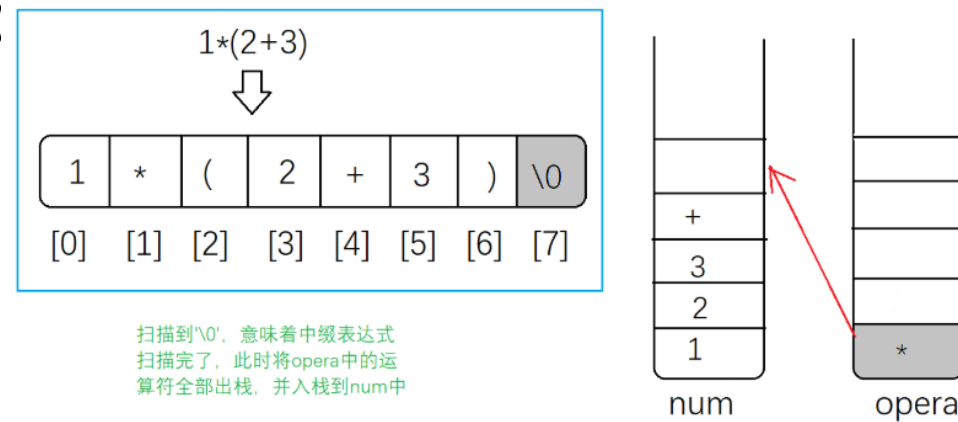 1*(2+3)
1 * ( 2 + 3 ) \0
[0] [1] [2] [3] [4] [5] [6] [7]
扫描到'\0'，意味着中缀表达式
扫描完了，此时将opera中的运
算符全部出栈，并入栈到num中
+
3
2
1
num
*
opera